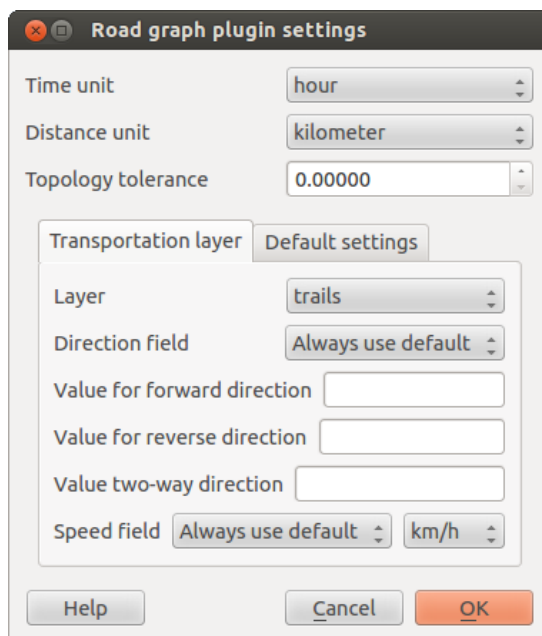 Road graph plugin settings
Time unit hour
Distance unit kilometer
Topology tolerance 0.00000
Transportation layer Default settings
Layer trails
Direction field Always use default
Value for forward direction
Value for reverse direction
Value two-way direction
Speed field Always use default km/h
Help Cancel OK